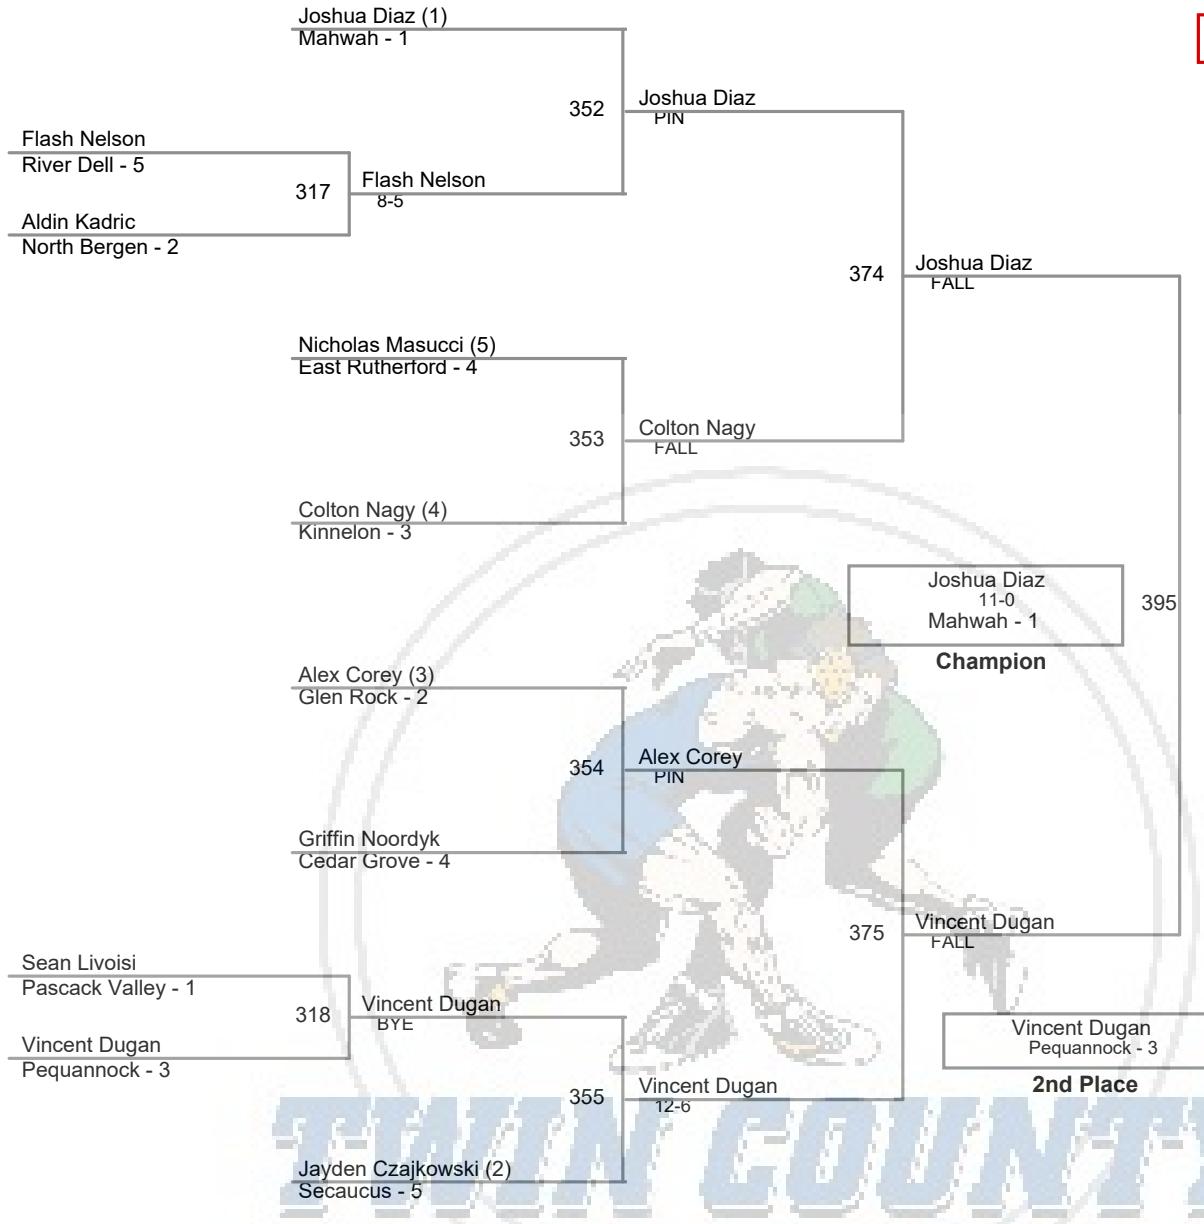 Joshua Diaz (1)
Mahwah - 1
352
Joshua Diaz
PIN
Flash Nelson
River Dell - 5
317
Flash Nelson
8-5
Aldin Kadric
North Bergen - 2
374
Joshua Diaz
FALL
Nicholas Masucci (5)
East Rutherford - 4
353
Colton Nagy
FALL
Colton Nagy (4)
Kinnelon - 3
Joshua Diaz
11-0
Mahwah - 1
395
Champion
Alex Corey (3)
Glen Rock - 2
354
Alex Corey
PIN
Griffin Noordyk
Cedar Grove - 4
375
Vincent Dugan
FALL
Sean Livoisi
Pascack Valley - 1
318
Vincent Dugan
BYE
Vincent Dugan
Pequannock - 3
Vincent Dugan
Pequannock - 3
2nd Place
355
Vincent Dugan
12-6
Jayden Czajkowski (2)
Secaucus - 5
TWIN COUNTY